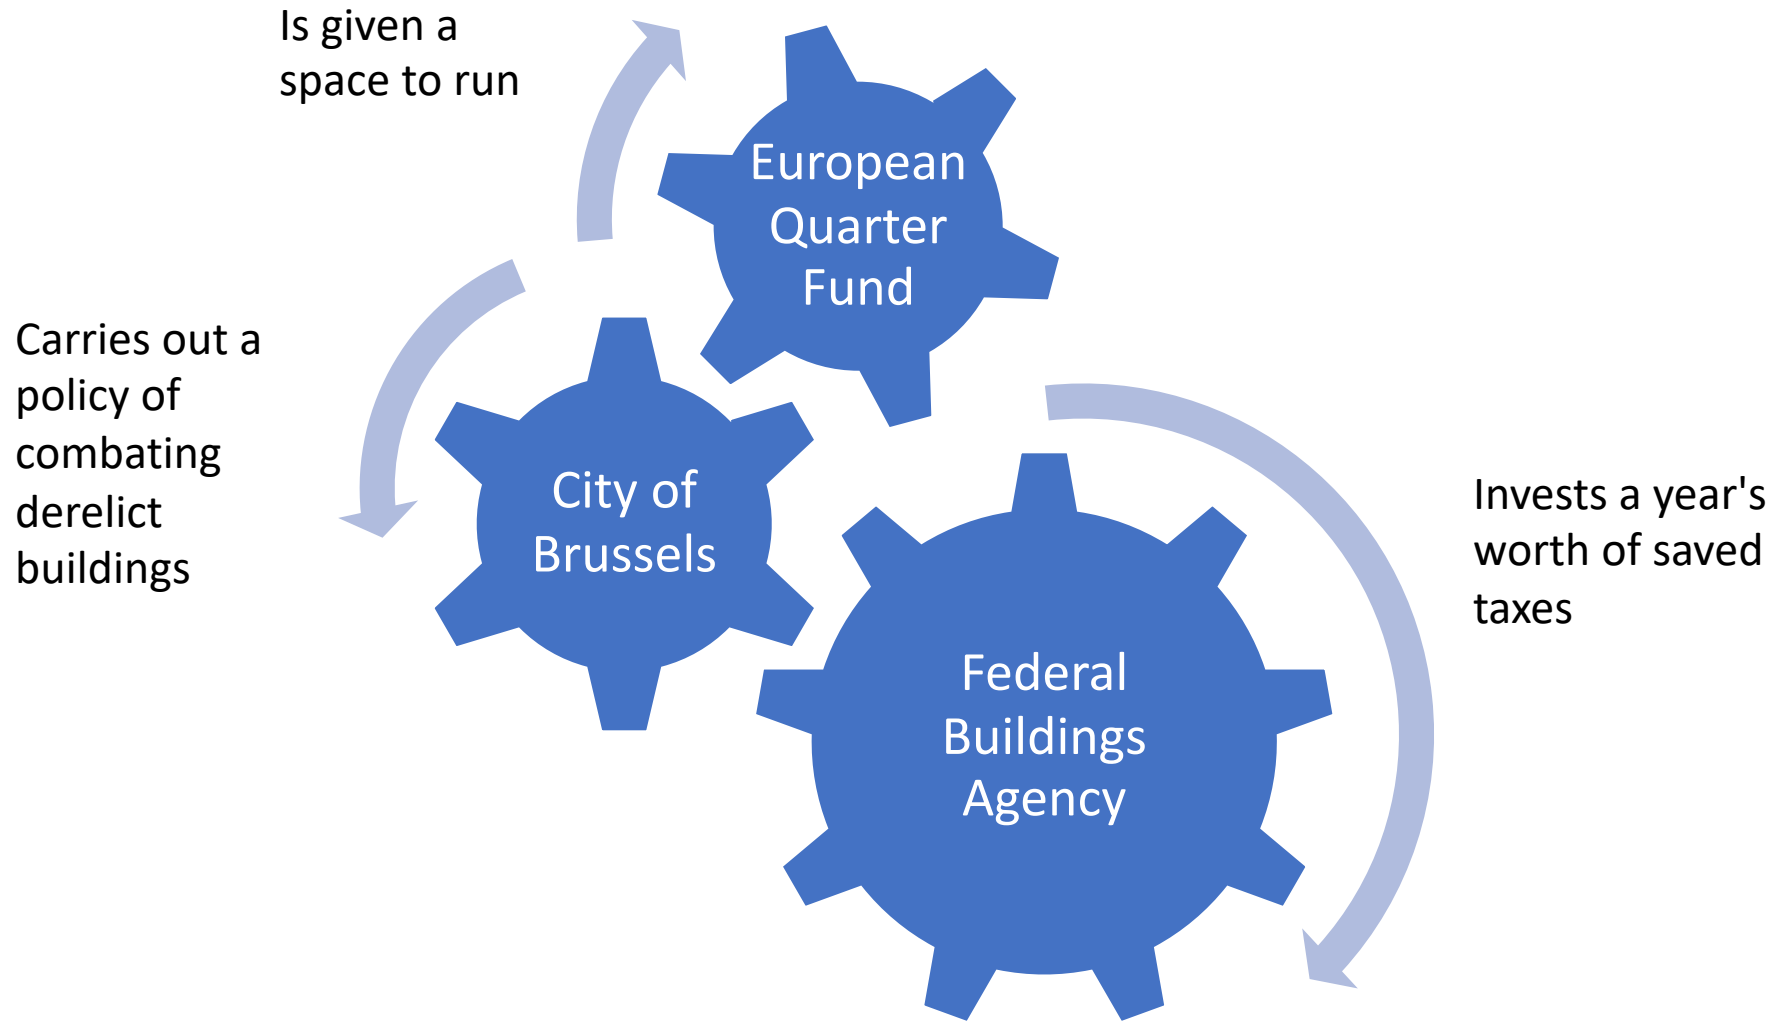 Is given a
space to run
European
Quarter
Fund
Carries out a
policy of
combating
derelict
buildings
City of
Brussels
Invests a year's
worth of saved
taxes
Federal
Buildings
Agency